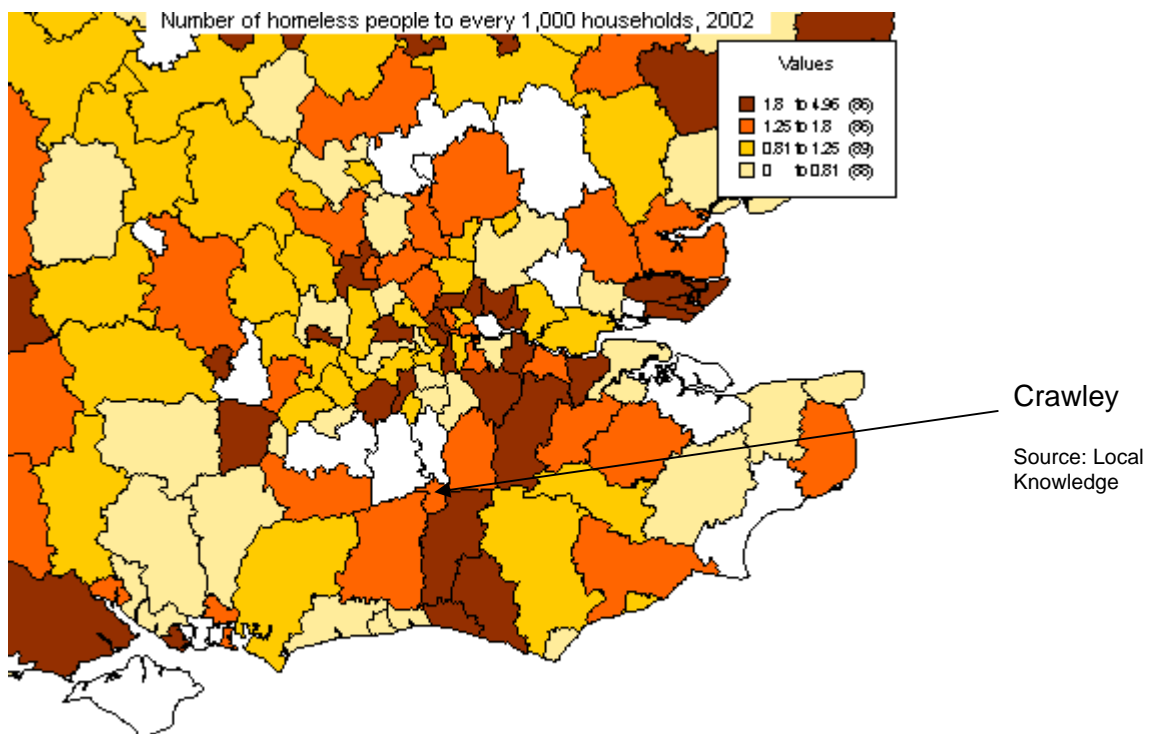 Number of homeless people to every 1,000 households, 2002
Values
1.8 to 4.96 (86)
1.25 to 1.8 (86)
0.81 to 1.25 (89)
0 to 0.81 (88)
Crawley
Source: Local
Knowledge